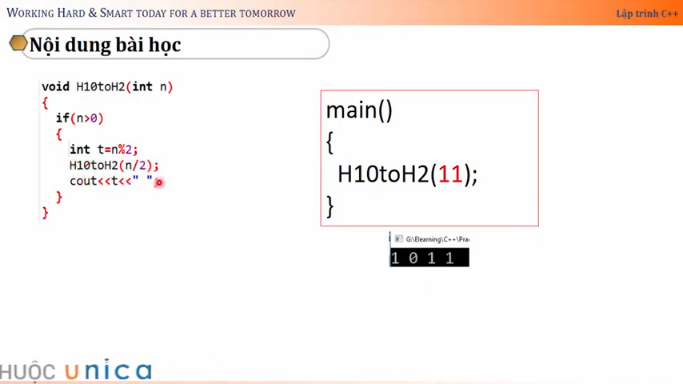 WORKING HARD & SMART TODAY FOR A BETTER TOMORROW
Lập trình C++
Nội dung bài học
void H10toH2(int n)
{
if(n>0)
{
int t=n%2;
H10toH2(n/2);
cout<<t<<" "
}
}
main()
{
H10toH2(11);
}
G:\Elearning\C++\Pra
1 0 1 1
HUỘC unica